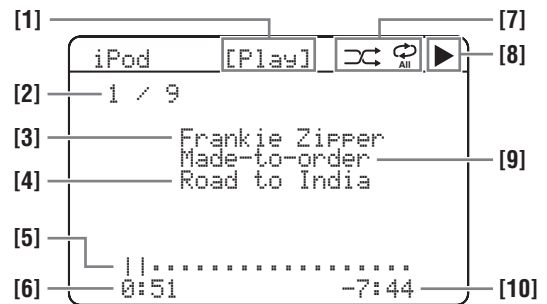 [1] [7]
iPod [Play] All [8]
[2] 1 / 9
[3] Frankie Zipper
Made-to-order [9]
[4] Road to India
[5]
[6] 0:51 -7:44 [10]